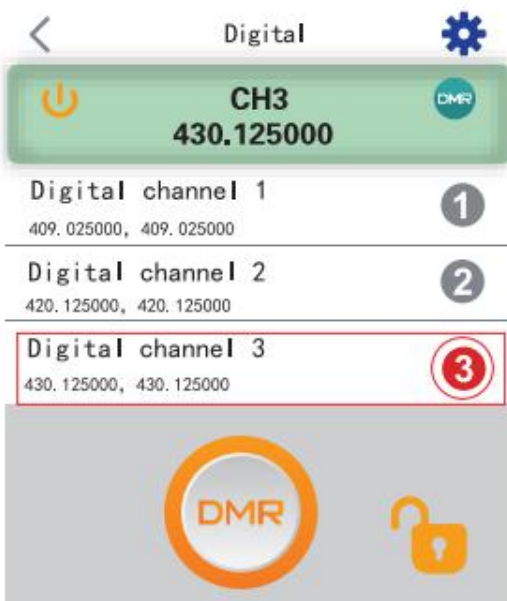 Digital
CH3
DMR
430.125000
Digital channel 1
409.025000, 409.025000
1
Digital channel 2
420.125000, 420.125000
2
Digital channel 3
430.125000, 430.125000
3
DMR